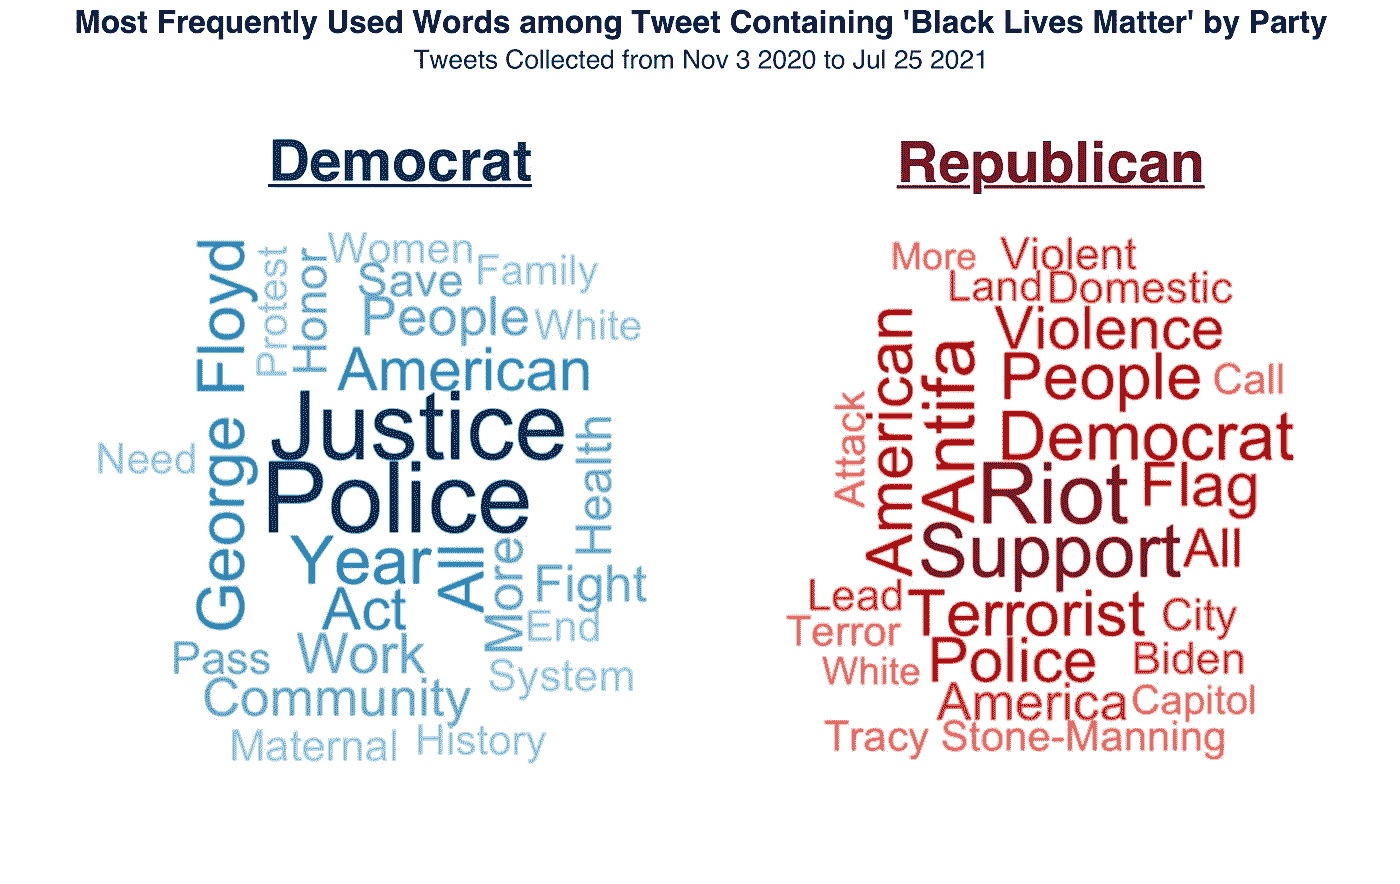 Most Frequently Used Words among Tweet Containing 'Black Lives Matter' by Party
Tweets Collected from Nov 3 2020 to Jul 25 2021
Democrat
George Floyd
Protest
Honor
Women
Save
Family
People
White
American
Justice
Need
Police
Health
Year
All
More
Fight
Act
End
Pass
Work
System
Community
Maternal
History
Republican
More
Violent
Land
Domestic
Violence
American
Antifa
People
Call
Attack
Democrat
Riot
Flag
Support
All
Lead
Terrorist
City
Terror
White
Police
Biden
America
Capitol
Tracy Stone-Manning